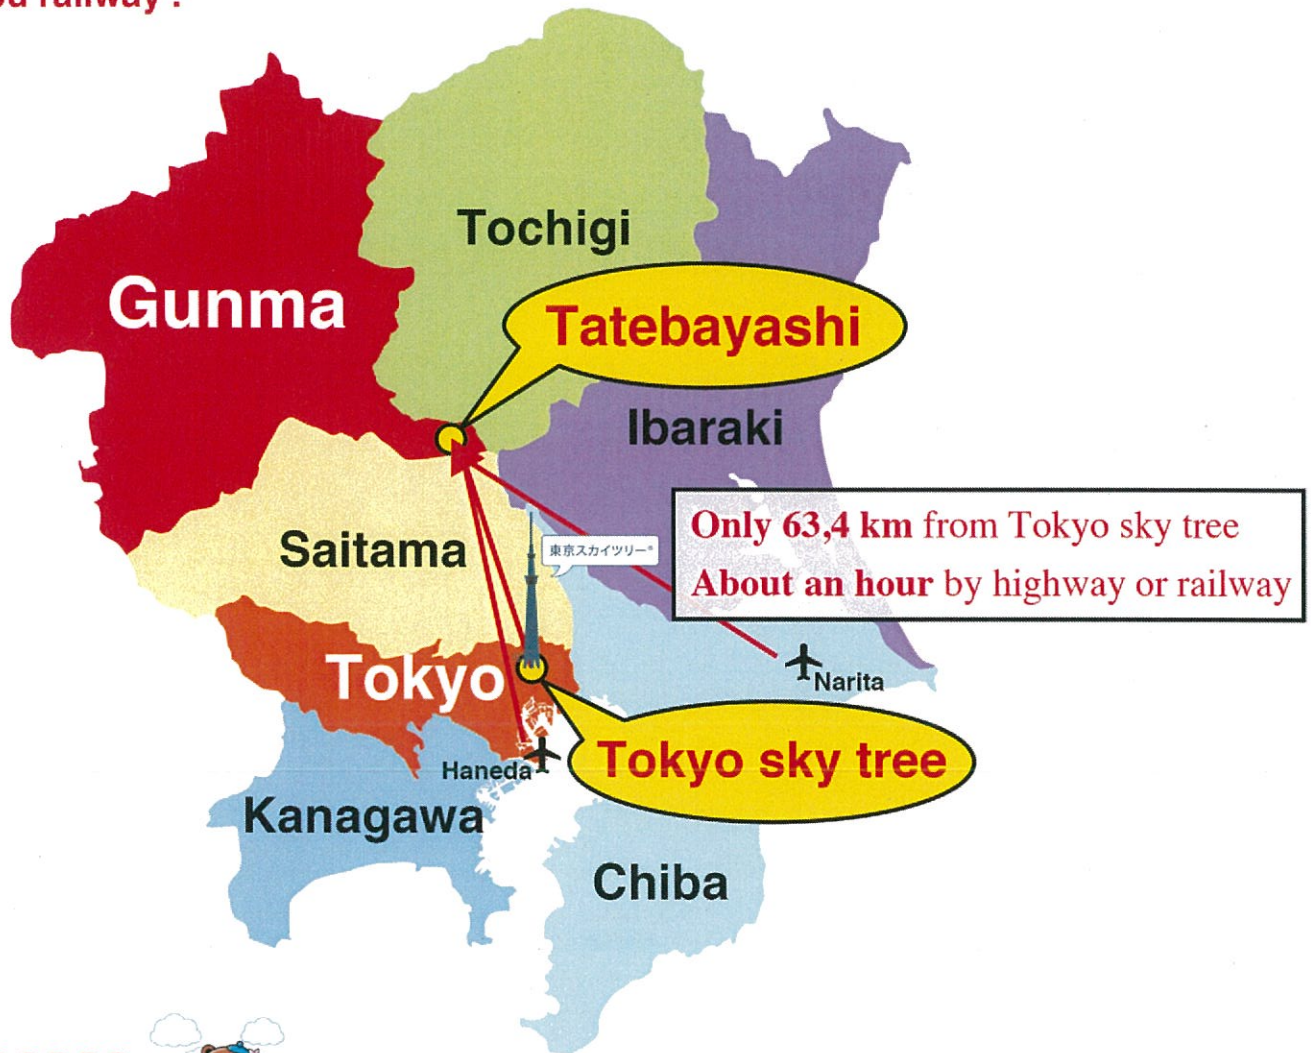 railway !
Tochigi
Gunma
Tatebayashi
Ibaraki
Only 63,4 km from Tokyo sky tree
About an hour by highway or railway
Saitama
東京スカイツリー®
Tokyo
Narita
Haneda
Tokyo sky tree
Kanagawa
Chiba